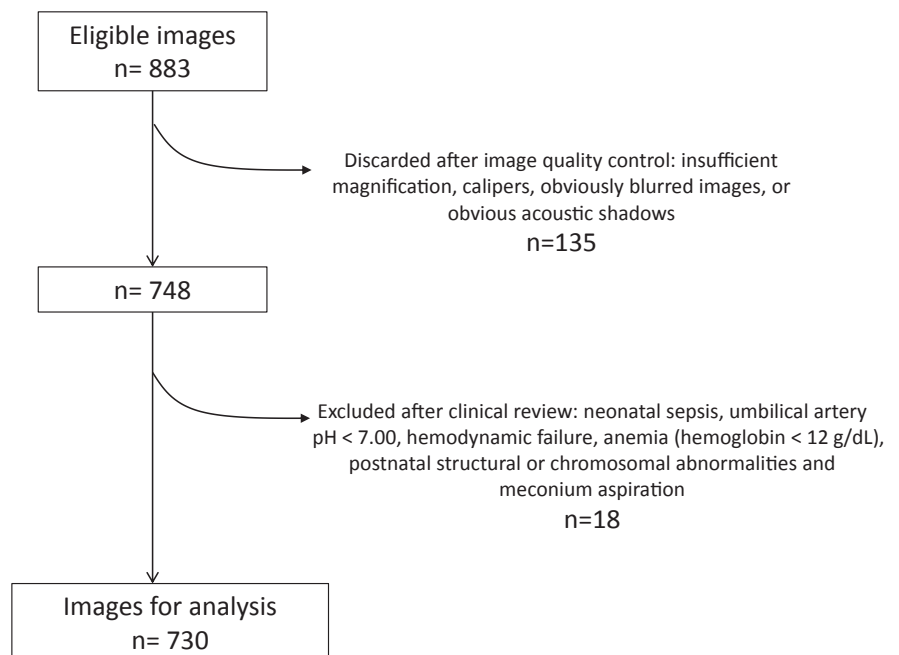 Eligible images
n= 883
Discarded after image quality control: insufficient
magnification, calipers, obviously blurred images, or
obvious acoustic shadows
n=135
n= 748
Excluded after clinical review: neonatal sepsis, umbilical artery
pH < 7.00, hemodynamic failure, anemia (hemoglobin < 12 g/dL),
postnatal structural or chromosomal abnormalities and
meconium aspiration
n=18
Images for analysis
n= 730